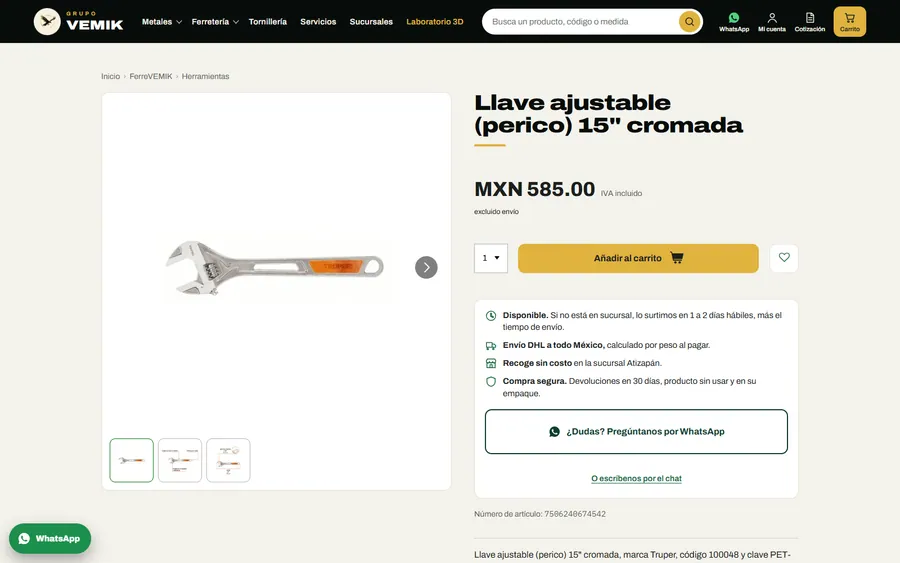 GRUPO
VEMIK
Metales
Ferretería
Tornillería
Servicios
Sucursales
Laboratorio 3D
Busca un producto, código o medida
WhatsApp
Mi cuenta
Cotización
Carrito
Inicio › FerreVEMIK › Herramientas
Llave ajustable
(perico) 15" cromada
MXN 585.00 IVA incluido
excluido envío
1
Añadir al carrito
Disponible. Si no está en sucursal, lo surtimos en 1 a 2 días hábiles, más el
tiempo de envío.
Envío DHL a todo México, calculado por peso al pagar.
Recoge sin costo en la sucursal Atizapán.
Compra segura. Devoluciones en 30 días, producto sin usar y en su
empaque.
¿Dudas? Pregúntanos por WhatsApp
O escríbenos por el chat
Número de artículo: 7506240674542
WhatsApp
Llave ajustable (perico) 15" cromada, marca Truper, código 100048 y clave PET-